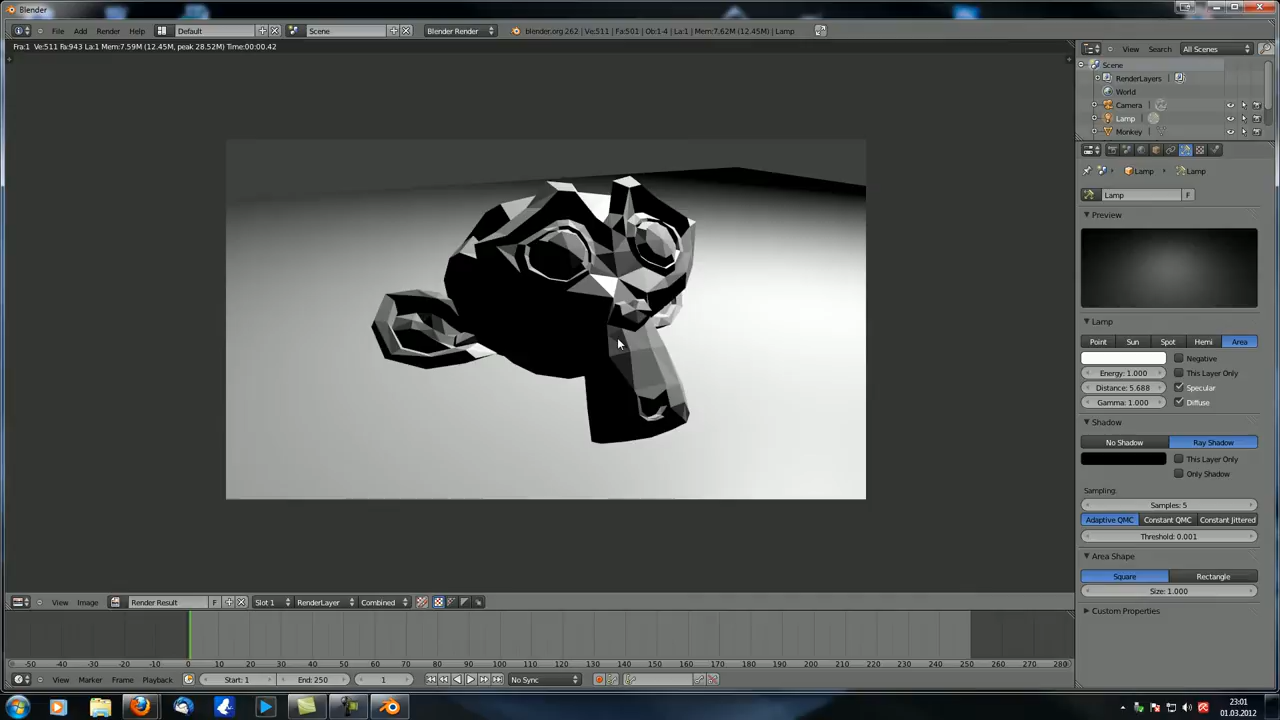 Blender
File Add Render Help Default Scene Blender Render blender.org 262 | Ve:511 | Fa:501 | Ob:1-4 | La:1 | Mem:7.62M (12.45M) | Lamp View Search All Scenes
Fra:1 Ve:511 Fa:943 La:1 Mem:7.59M (12.45M, peak 28.52M) Time:00:00.42
Scene
RenderLayers
World
Camera
Lamp
Monkey
Lamp Lamp
Lamp F
Preview
Lamp
Point Sun Spot Hemi Area
Negative
Energy: 1.000 This Layer Only
Distance: 5.688 Specular
Gamma: 1.000 Diffuse
Shadow
No Shadow Ray Shadow
This Layer Only
Only Shadow
Sampling:
Samples: 5
Adaptive QMC Constant QMC Constant Jittered
Threshold: 0.001
Area Shape
Square Rectangle
Size: 1.000
Custom Properties
View Image Render Result F Slot 1 RenderLayer Combined
-50 -40 -30 -20 -10 0 10 20 30 40 50 60 70 80 90 100 110 120 130 140 150 160 170 180 190 200 210 220 230 240 250 260 270 280
View Marker Frame Playback Start: 1 End: 250 1 No Sync
23:01
01.03.2012